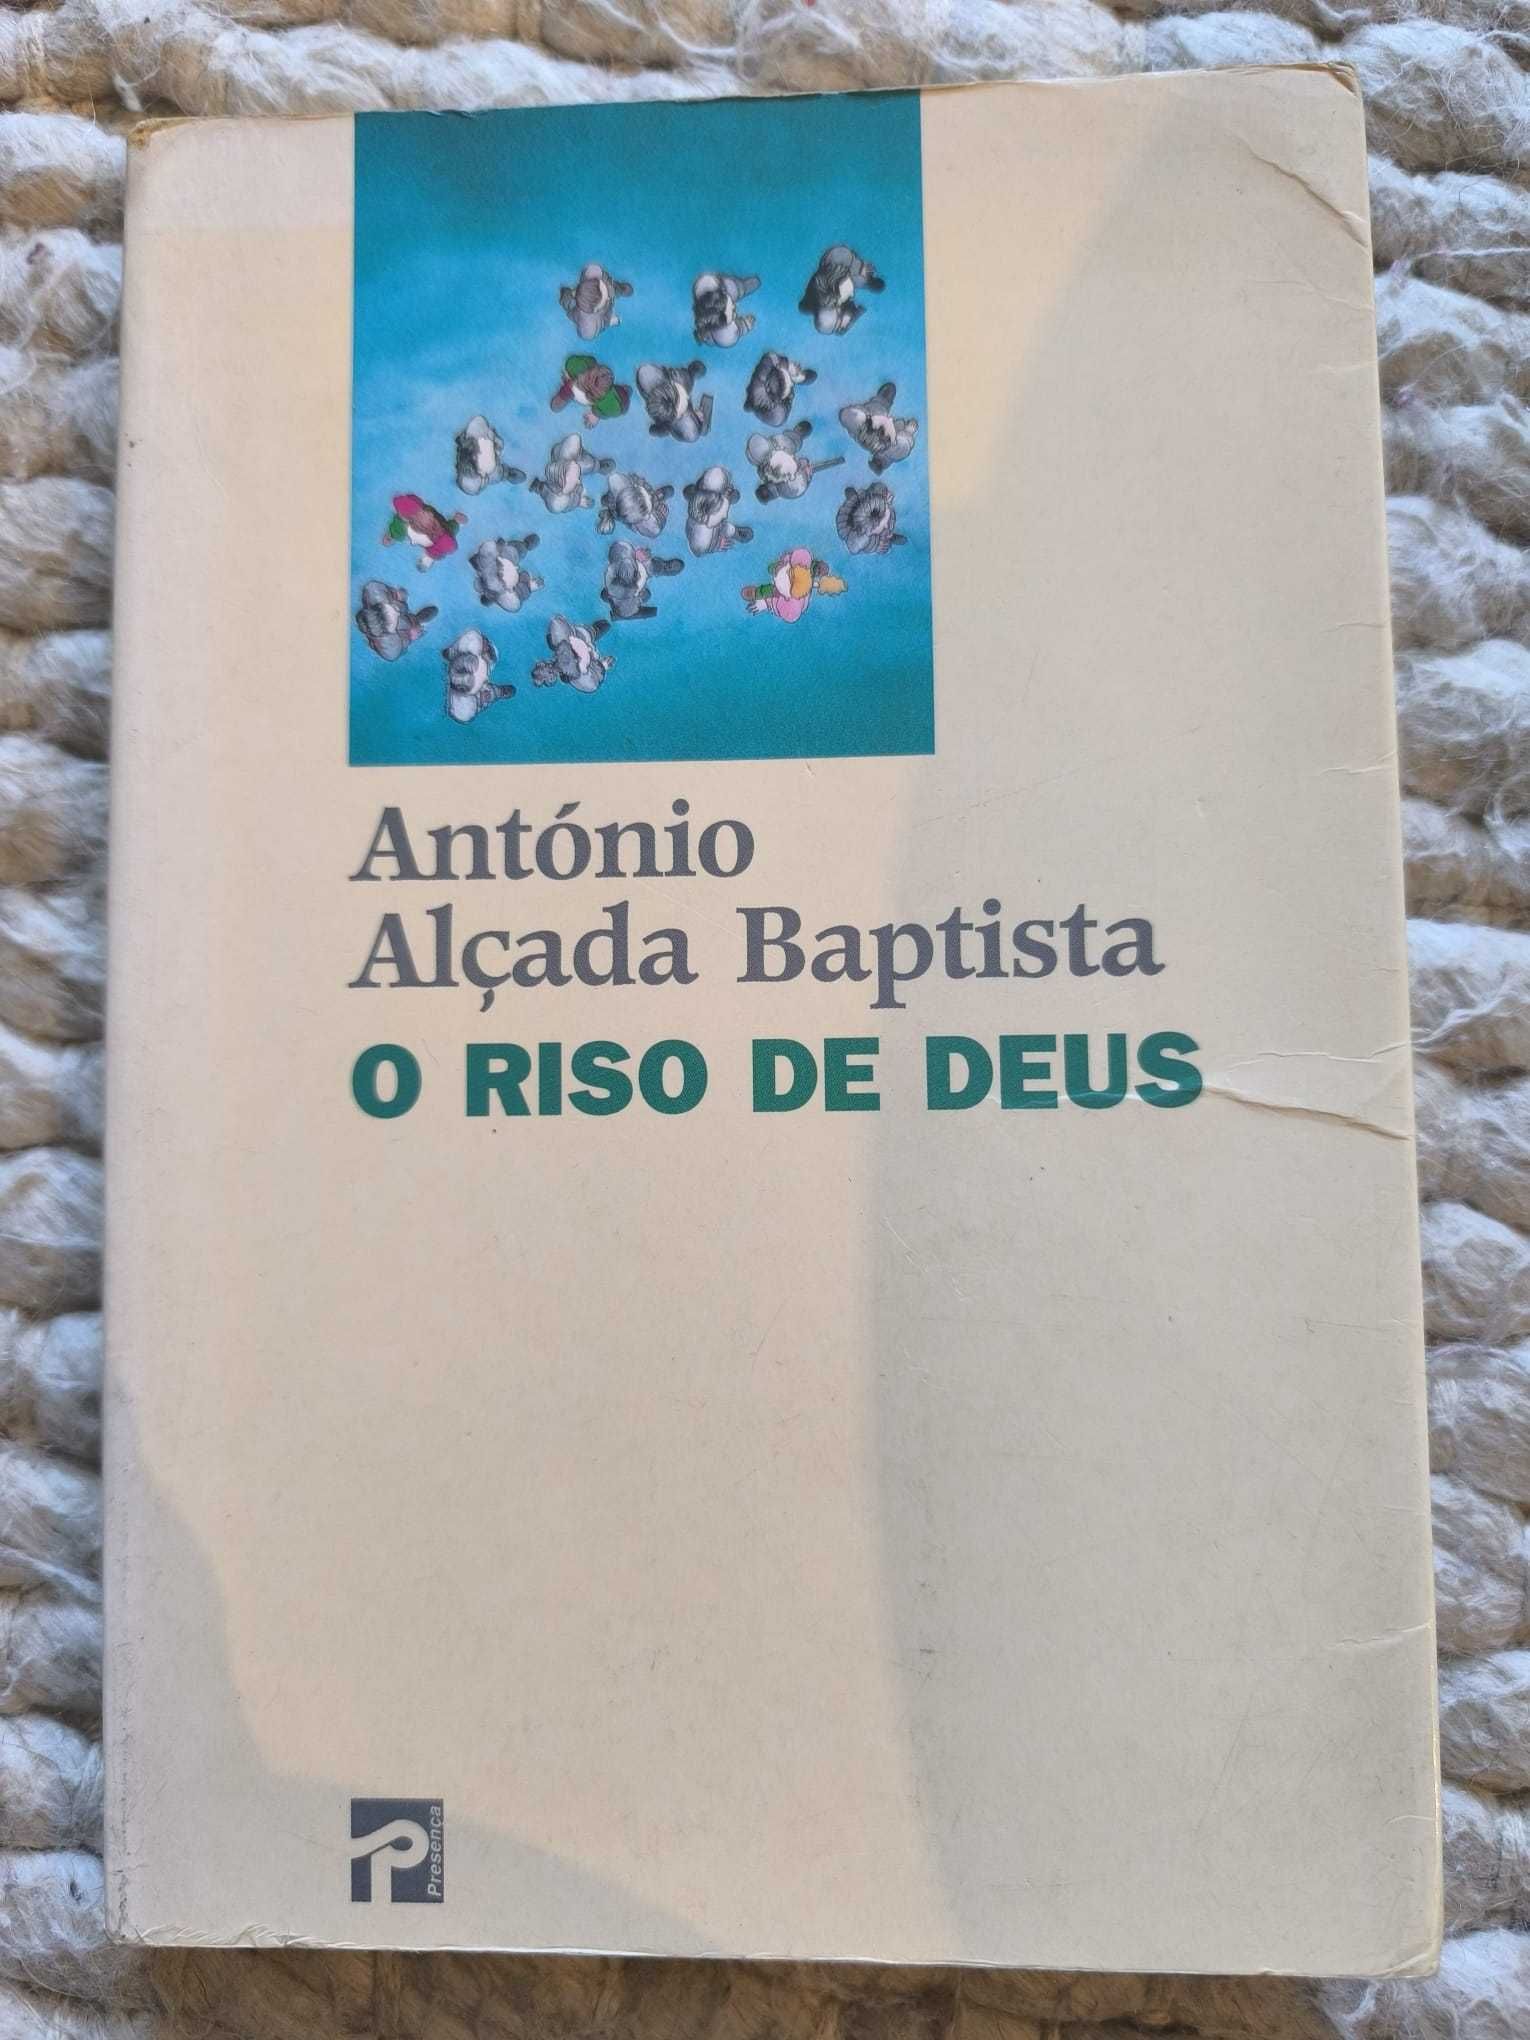 António
Alçada Baptista
O RISO DE DEUS
Presença